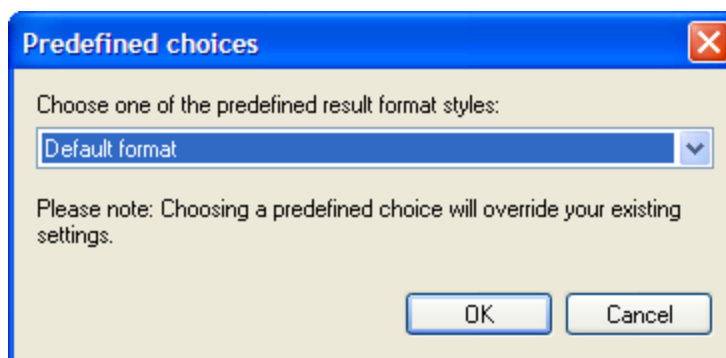 Predefined choices
Choose one of the predefined result format styles:
Default format
Please note: Choosing a predefined choice will override your existing
settings.
OK
Cancel